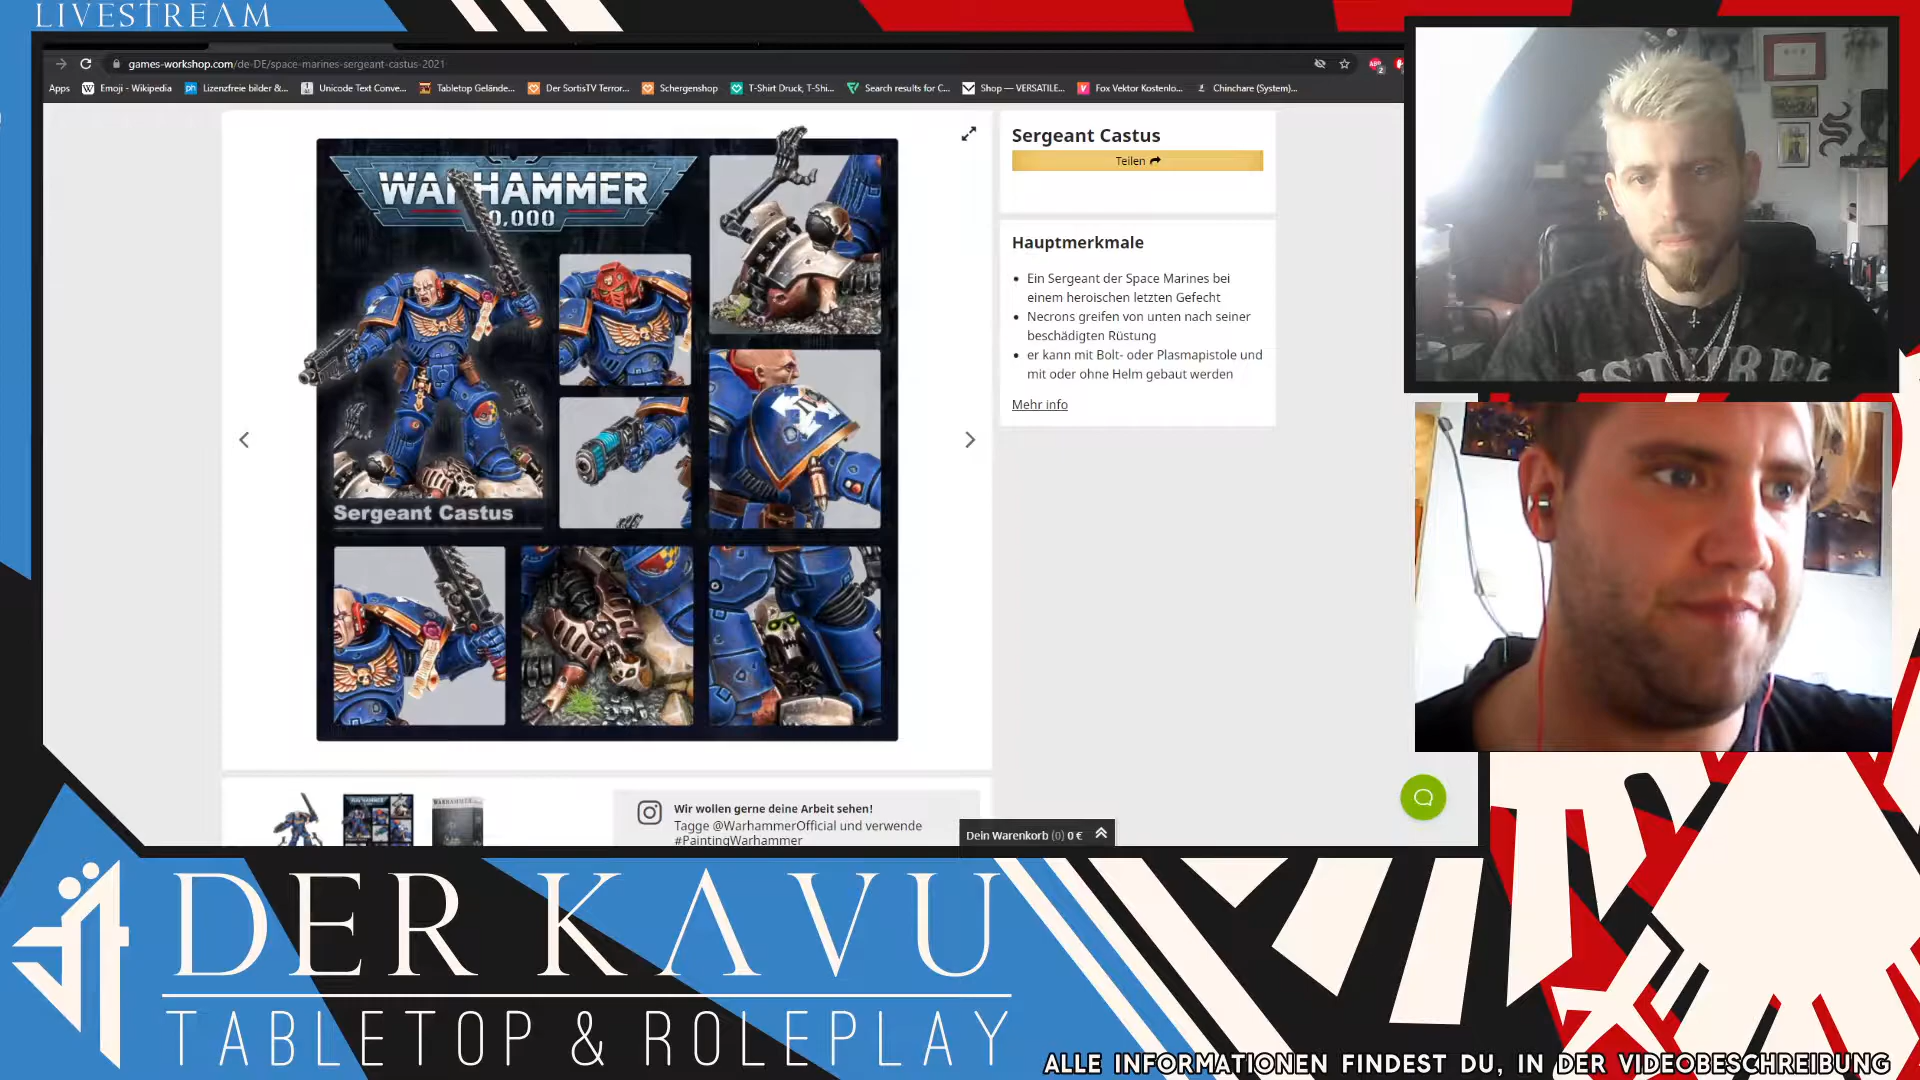 LIVESTREAM
games-workshop.com/de-DE/space-marines-sergeant-castus-2021
Apps
Emoji - Wikipedia
Lizenzfreie bilder &...
Unicode Text Conve...
Tabletop Gelände...
Der SortisTV Terror...
Schergenshop
T-Shirt Druck, T-Shi...
Search results for C...
Shop — VERSATILE...
Fox Vektor Kostenlo...
Chinchare (System)...
WARHAMMER
0,000
Sergeant Castus
Sergeant Castus
Teilen
Hauptmerkmale
Ein Sergeant der Space Marines bei
einem heroischen letzten Gefecht
Necrons greifen von unten nach seiner
beschädigten Rüstung
er kann mit Bolt- oder Plasmapistole und
mit oder ohne Helm gebaut werden
Mehr info
Wir wollen gerne deine Arbeit sehen!
Tagge @WarhammerOfficial und verwende
#PaintingWarhammer
Dein Warenkorb (0) 0 €
DER KAVU
TABLETOP & ROLEPLAY
ALLE INFORMATIONEN FINDEST DU, IN DER VIDEOBESCHREIBUNG